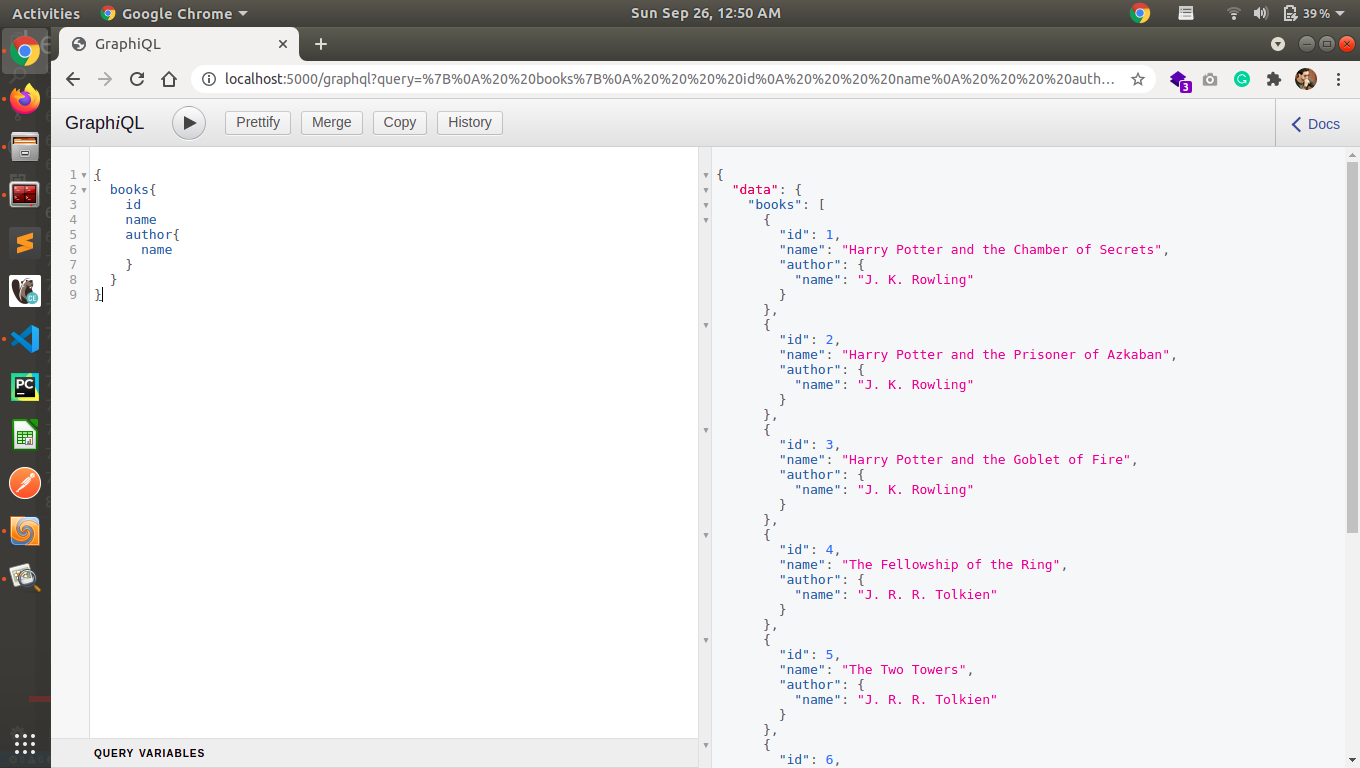 Activities Google Chrome Sun Sep 26, 12:50 AM 39%
GraphiQL
localhost:5000/graphql?query=%7B%0A%20%20books%7B%0A%20%20%20%20id%0A%20%20%20%20name%0A%20%20%20%20auth…
3
GraphiQL Prettify Merge Copy History Docs
1 {
2 books{
3 id
4 name
5 author{
6 name
7 }
8 }
9 }
QUERY VARIABLES
{
"data": {
"books": [
{
"id": 1,
"name": "Harry Potter and the Chamber of Secrets",
"author": {
"name": "J. K. Rowling"
}
},
{
"id": 2,
"name": "Harry Potter and the Prisoner of Azkaban",
"author": {
"name": "J. K. Rowling"
}
},
{
"id": 3,
"name": "Harry Potter and the Goblet of Fire",
"author": {
"name": "J. K. Rowling"
}
},
{
"id": 4,
"name": "The Fellowship of the Ring",
"author": {
"name": "J. R. R. Tolkien"
}
},
{
"id": 5,
"name": "The Two Towers",
"author": {
"name": "J. R. R. Tolkien"
}
},
{
"id": 6,
PC
CE